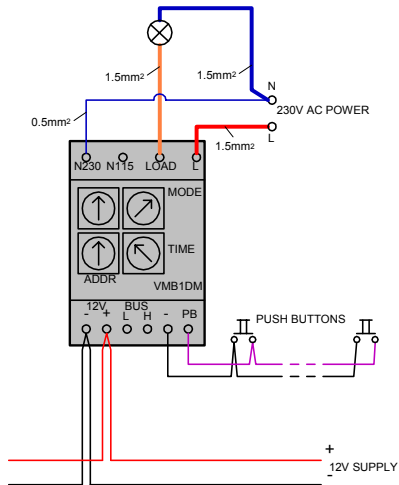 1.5mm²
1.5mm²
N
0.5mm²
230V AC POWER
L
1.5mm²
N230 N115 LOAD L
MODE
TIME
ADDR
VMB1DM
12V BUS
- + L H - PB
PUSH BUTTONS
+
12V SUPPLY
-